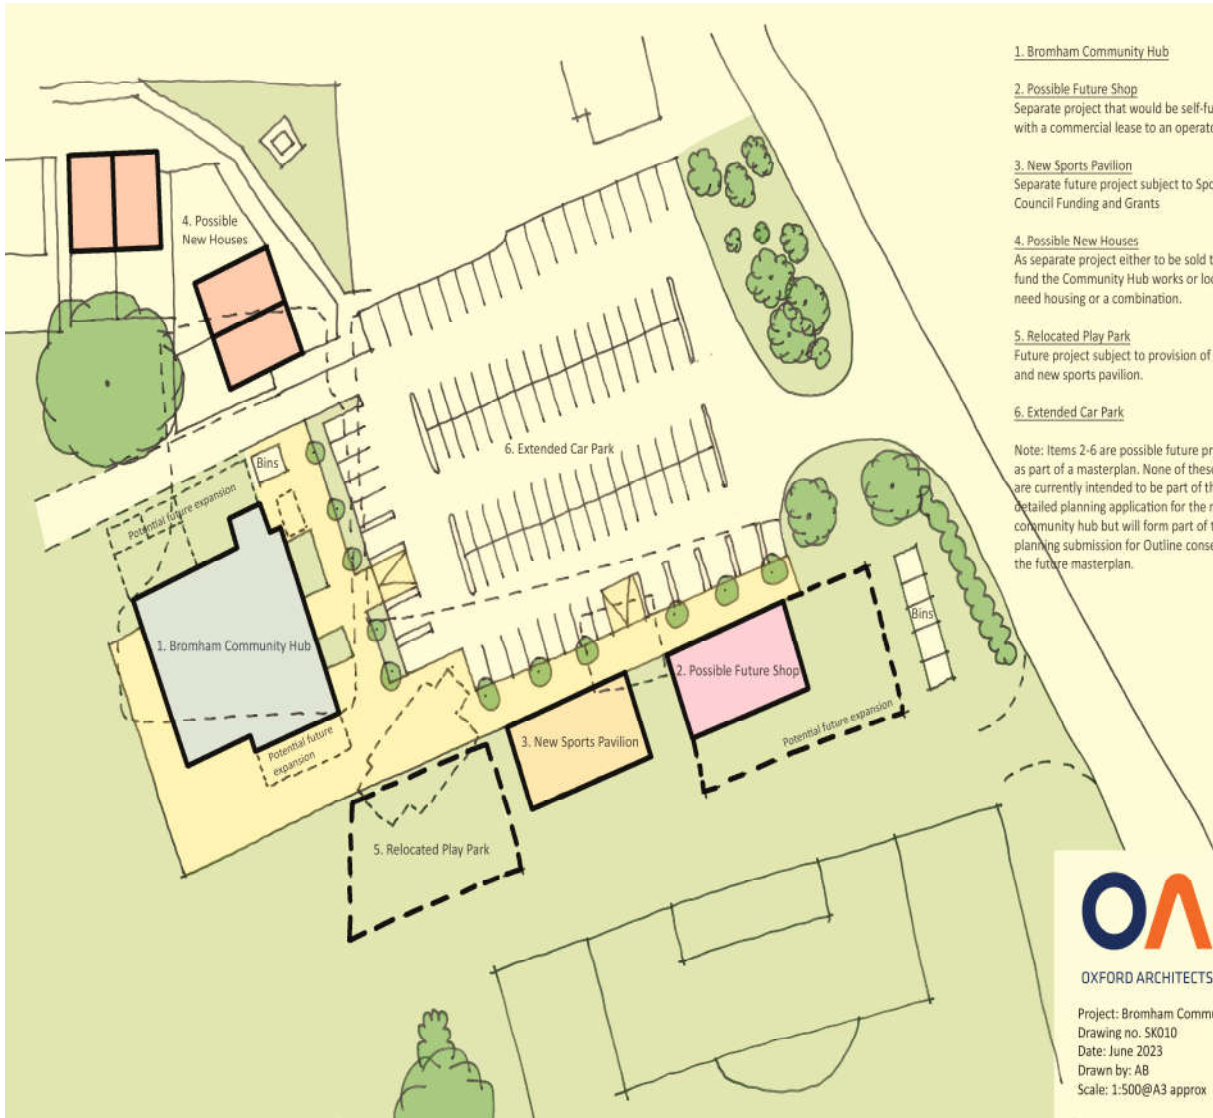 1. Bromham Community Hub
2. Possible Future Shop
Separate project that would be self-fu
with a commercial lease to an operato
3. New Sports Pavilion
Separate future project subject to Spo
Council Funding and Grants
4. Possible New Houses
As separate project either to be sold t
fund the Community Hub works or loc
need housing or a combination.
5. Relocated Play Park
Future project subject to provision of
and new sports pavilion.
6. Extended Car Park
Note: Items 2-6 are possible future pr
as part of a masterplan. None of these
are currently intended to be part of th
detailed planning application for the n
community hub but will form part of t
planning submission for Outline conse
the future masterplan.
4. Possible
New Houses
6. Extended Car Park
Bins
Potential future expansion
1. Bromham Community Hub
Potential future
expansion
2. Possible Future Shop
Bins
Potential future expansion
3. New Sports Pavilion
5. Relocated Play Park
OA
OXFORD ARCHITECTS
Project: Bromham Commu
Drawing no. SK010
Date: June 2023
Drawn by: AB
Scale: 1:500@A3 approx